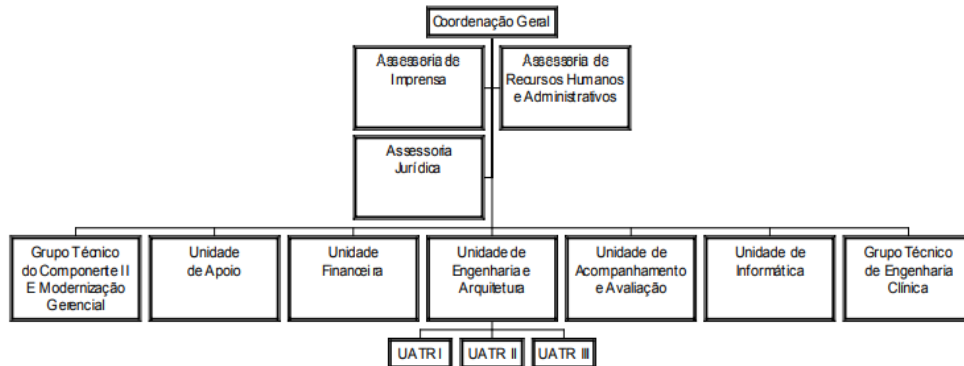 Coordenação Geral
Assessoria de
Imprensa
Assessoria de
Recursos Humanos
e Administrativos
Assessoria
Jurídica
Grupo Técnico
do Componente II
E Modernização
Gerencial
Unidade
de Apoio
Unidade
Financeira
Unidade de
Engenharia e
Arquitetura
Unidade de
Acompanhamento
e Avaliação
Unidade de
Informática
Grupo Técnico
de Engenharia
Clínica
UATR I
UATR II
UATR III